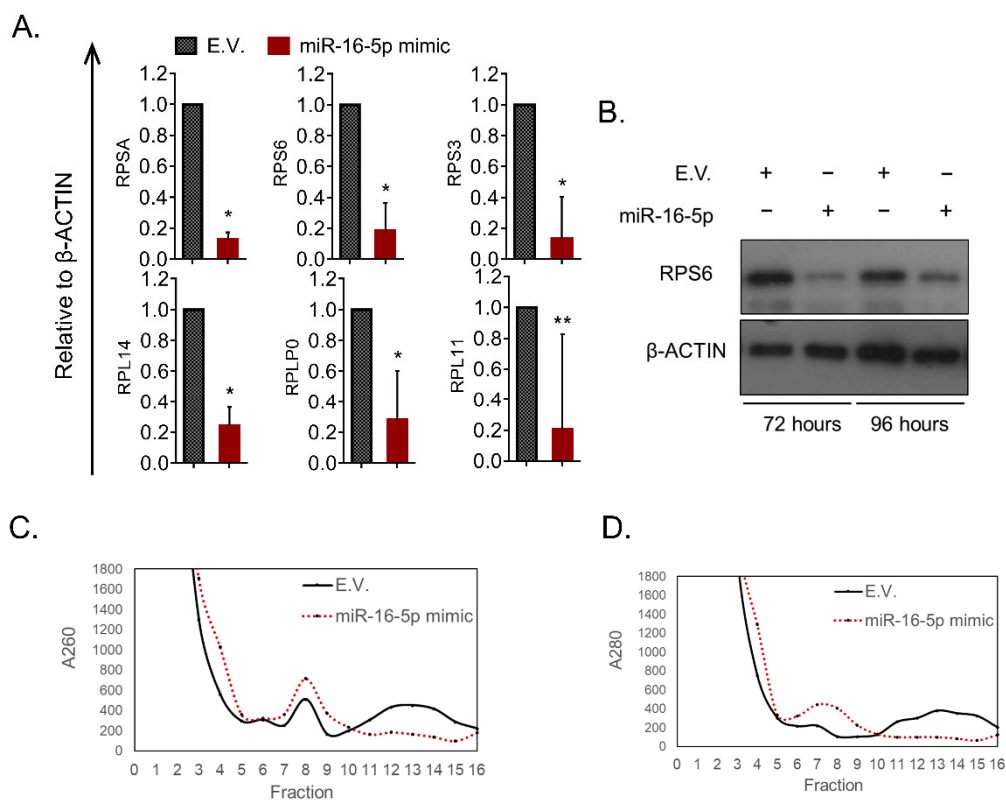 A.
E.V. miR-16-5p mimic
Relative to β-ACTIN
RPSA
1.2
1.0
0.8
0.6
0.4
0.2
0.0
*
RPS6
1.2
1.0
0.8
0.6
0.4
0.2
0.0
*
RPS3
1.2
1.0
0.8
0.6
0.4
0.2
0.0
*
RPL14
1.2
1.0
0.8
0.6
0.4
0.2
0.0
*
RPLP0
1.2
1.0
0.8
0.6
0.4
0.2
0.0
*
RPL11
1.2
1.0
0.8
0.6
0.4
0.2
0.0
**
B.
E.V. + – + –
miR-16-5p – + – +
RPS6
β-ACTIN
72 hours 96 hours
C.
A260
1800
1600
1400
1200
1000
800
600
400
200
0
E.V.
miR-16-5p mimic
0 1 2 3 4 5 6 7 8 9 10 11 12 13 14 15 16
Fraction
D.
A280
1800
1600
1400
1200
1000
800
600
400
200
0
E.V.
miR-16-5p mimic
0 1 2 3 4 5 6 7 8 9 10 11 12 13 14 15 16
Fraction